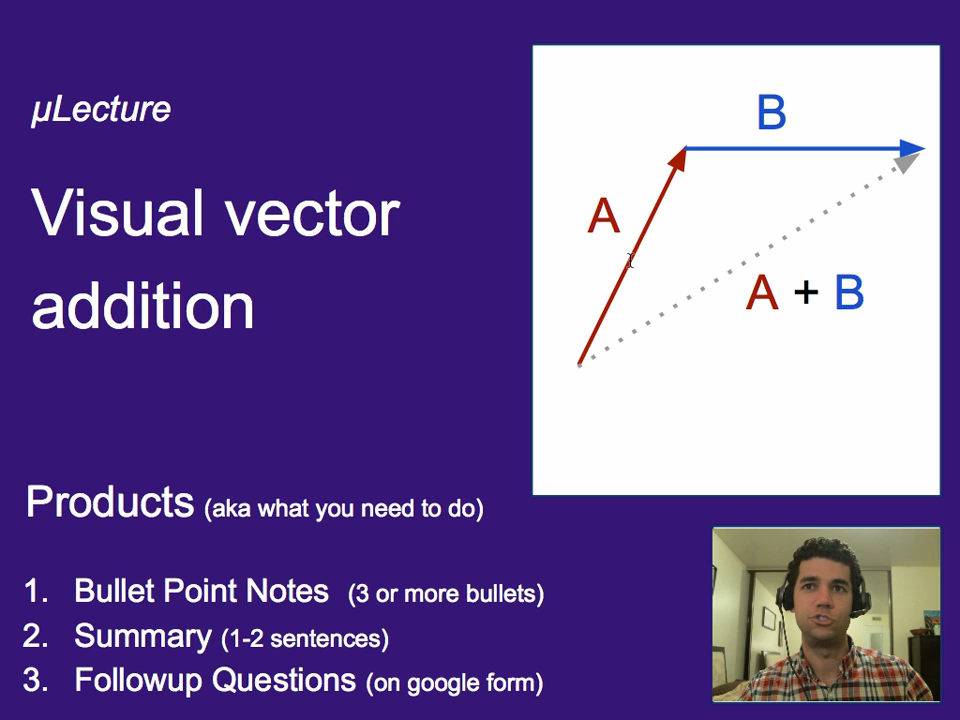 µLecture
Visual vector
addition
B
A
A + B
Products (aka what you need to do)
1. Bullet Point Notes (3 or more bullets)
2. Summary (1-2 sentences)
3. Followup Questions (on google form)